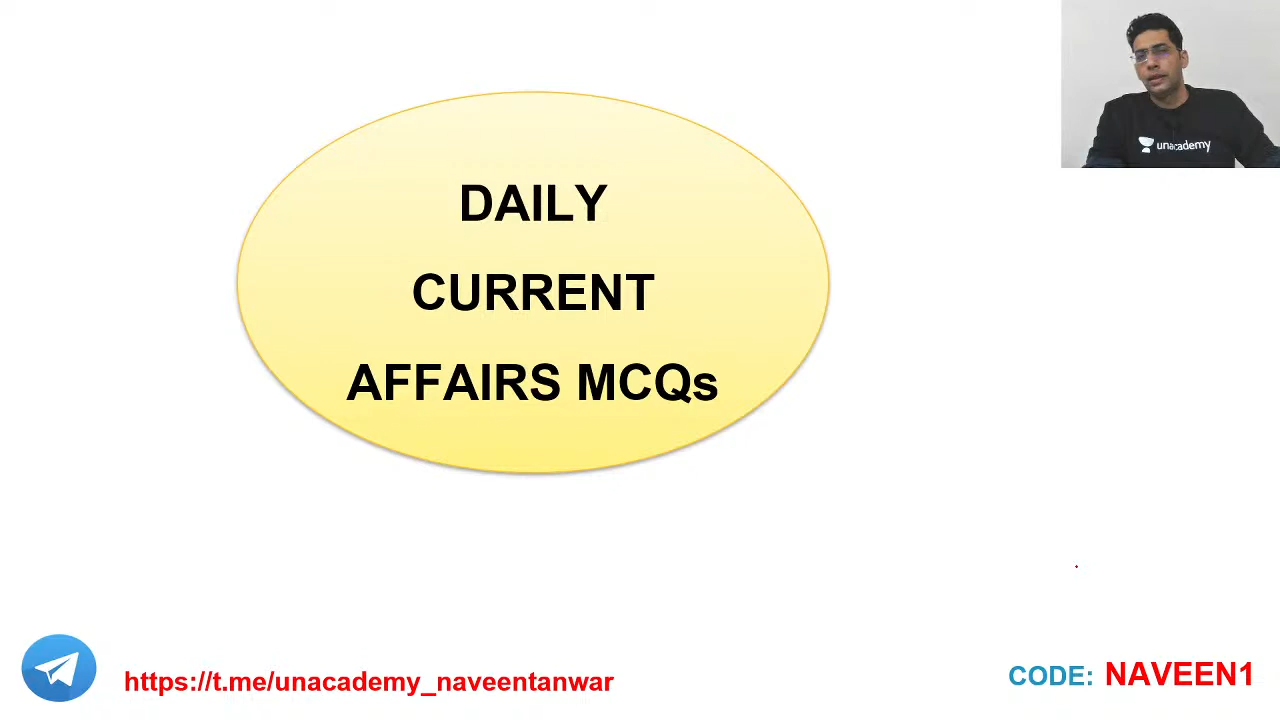 unacademy
DAILY
CURRENT
AFFAIRS MCQs
https://t.me/unacademy_naveentanwar
CODE: NAVEEN1